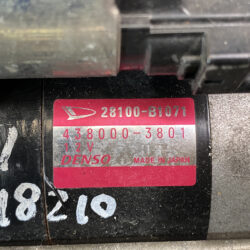 28100-B1071
438000-3801
12V
DENSO MADE IN JAPAN
18210